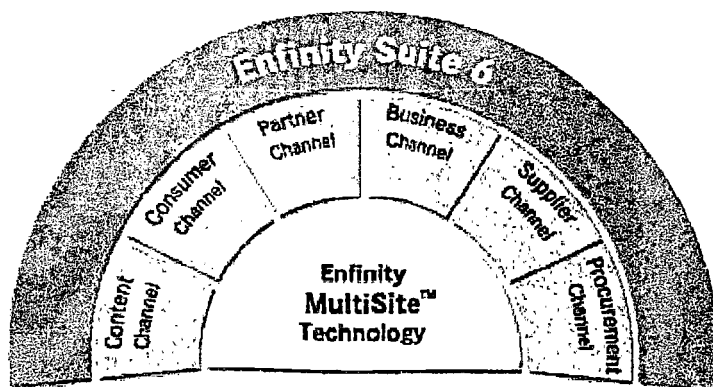 Enfinity Suite 6
Content
Channel
Consumer
Channel
Partner
Channel
Business
Channel
Supplier
Channel
Procurement
Channel
Enfinity
MultiSite™
Technology